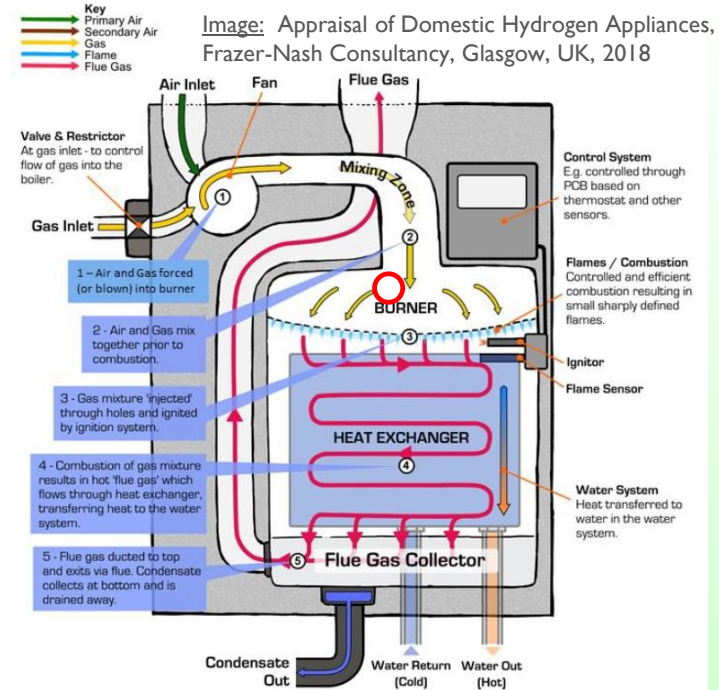 Key
Primary Air
Secondary Air
Gas
Flame
Flue Gas
Image: Appraisal of Domestic Hydrogen Appliances,
Frazer-Nash Consultancy, Glasgow, UK, 2018
Air Inlet
Fan
Flue Gas
Valve & Restrictor
At gas inlet - to control
flow of gas into the
boiler.
Gas Inlet
Mixing Zone
1
2
Control System
E.g. controlled through
PCB based on
thermostat and other
sensors.
1 – Air and Gas forced
(or blown) into burner
Flames / Combustion
Controlled and efficient
combustion resulting in
small sharply defined
flames.
BURNER
3
2 - Air and Gas mix
together prior to
combustion.
Ignitor
Flame Sensor
3 - Gas mixture 'injected'
through holes and ignited
by ignition system.
HEAT EXCHANGER
4
4 - Combustion of gas mixture
results in hot 'flue gas' which
flows through heat exchanger,
transferring heat to the water
system.
Water System
Heat transferred to
water in the water
system.
5 - Flue gas ducted to top
and exits via flue. Condensate
collects at bottom and is
drained away.
5
Flue Gas Collector
Condensate
Out
Water Return
(Cold)
Water Out
(Hot)